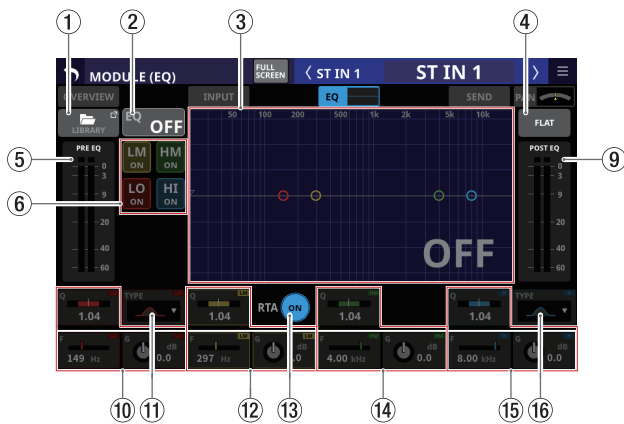 ① ② ③ ④
MODULE (EQ) FULL SCREEN ST IN 1 ST IN 1
OVERVIEW INPUT EQ SEND PAN
LIBRARY EQ OFF 50 100 200 500 1k 2k 5k 10k FLAT
⑤ PRE EQ POST EQ ⑨
LM ON HM ON
⑥ LO ON HI ON
0 0
3 3
9 9
20 20
40 40
60 60
OFF
Q 1.04 TYPE Q LM 1.04 RTA ON Q HM 1.04 Q 1.04 TYPE
F 149 Hz G dB 0.0 F LM 297 Hz G LM dB 0.0 F HM 4.00 kHz G dB 0.0 F 8.00 kHz G dB 0.0
⑩ ⑪ ⑫ ⑬ ⑭ ⑮ ⑯